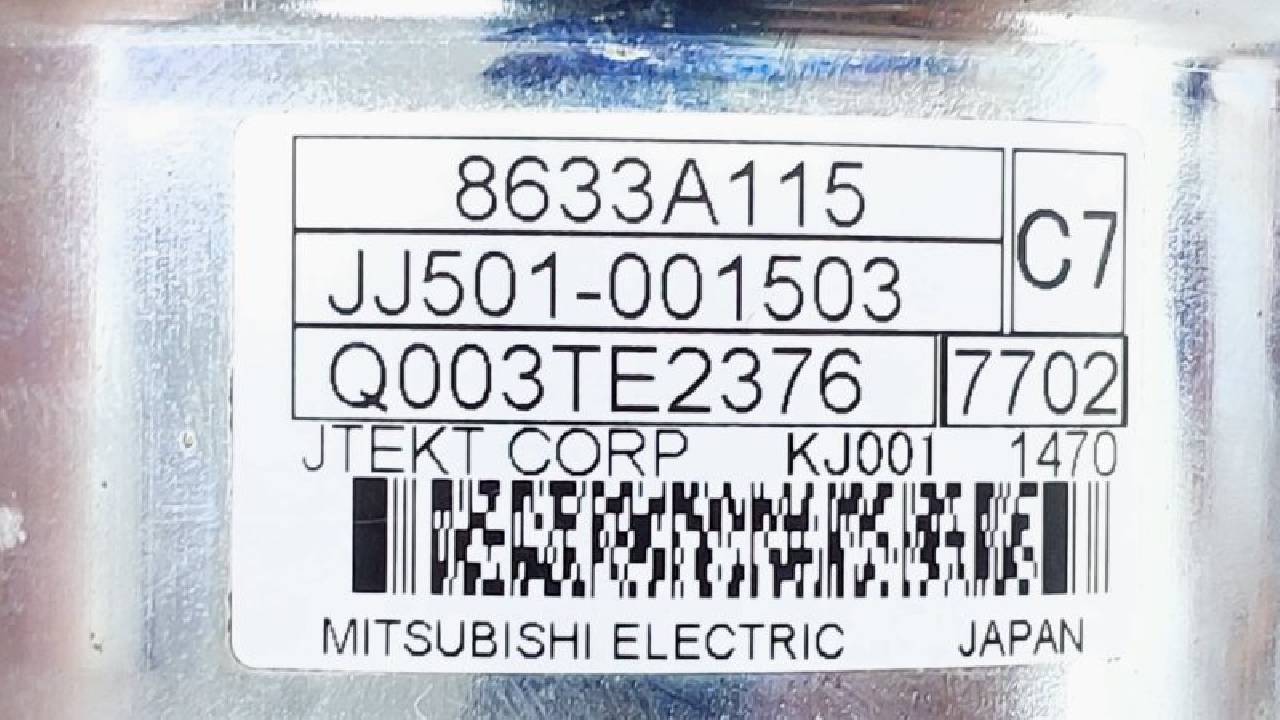 8633A115
C7
JJ501-001503
Q003TE2376 7702
JTEKT CORP KJ001 1470
MITSUBISHI ELECTRIC JAPAN